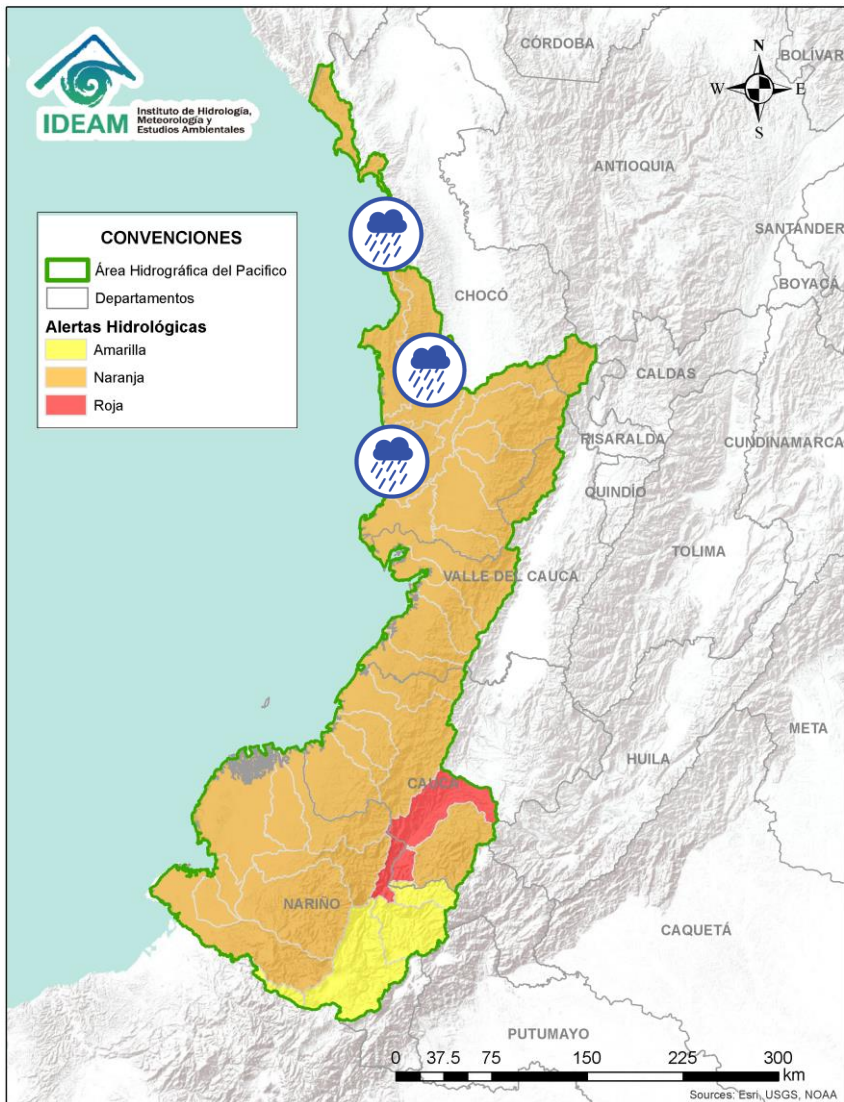 IDEAM
Instituto de Hidrología,
Meteorología y
Estudios Ambientales
CÓRDOBA
BOLÍVAR
N
W
E
S
ANTIOQUIA
CONVENCIONES
Área Hidrográfica del Pacifico
Departamentos
Alertas Hidrológicas
Amarilla
Naranja
Roja
SANTANDER
BOYACÁ
CHOCÓ
CALDAS
RISARALDA
CUNDINAMARCA
QUINDÍO
TOLIMA
VALLE DEL CAUCA
META
HUILA
CAUCA
NARIÑO
CAQUETÁ
PUTUMAYO
0 37.5 75 150 225 300
km
Sources: Esri, USGS, NOAA